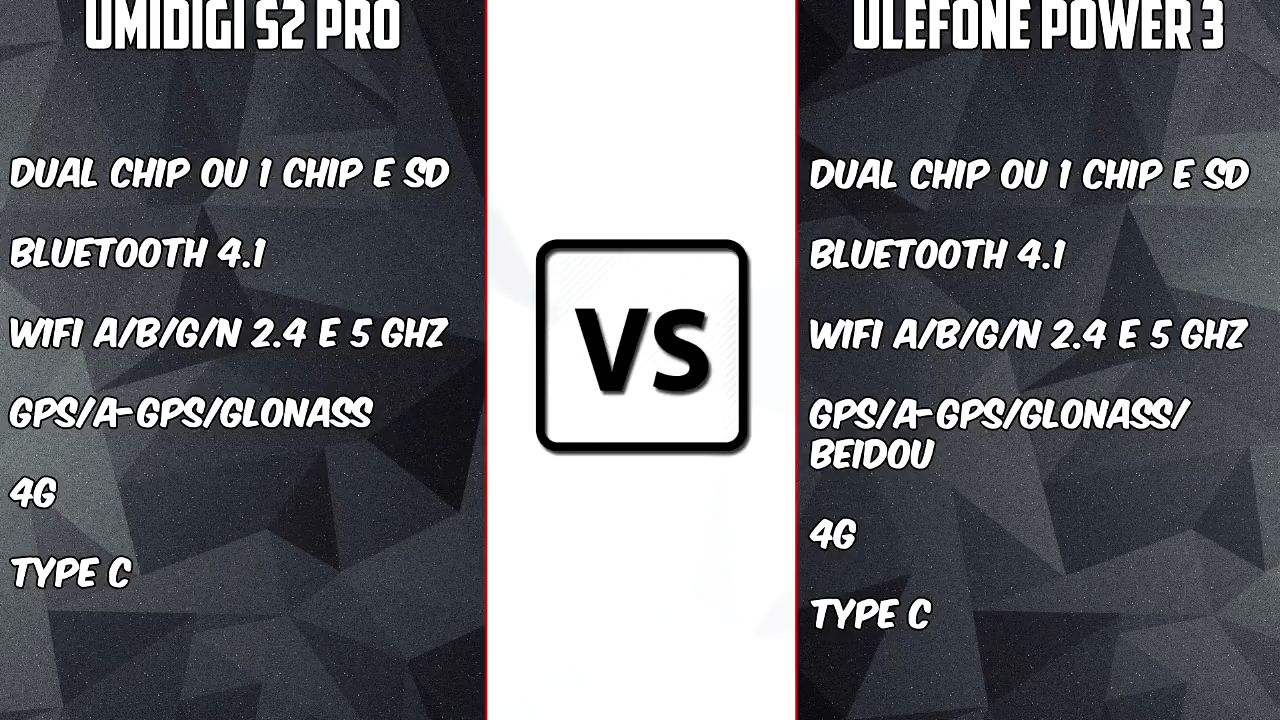 UMIDIGI S2 PRO
DUAL CHIP OU 1 CHIP E SD
BLUETOOTH 4.1
WIFI A/B/G/N 2.4 E 5 GHZ
GPS/A-GPS/GLONASS
4G
TYPE C
VS
ULEFONE POWER 3
DUAL CHIP OU 1 CHIP E SD
BLUETOOTH 4.1
WIFI A/B/G/N 2.4 E 5 GHZ
GPS/A-GPS/GLONASS/
BEIDOU
4G
TYPE C